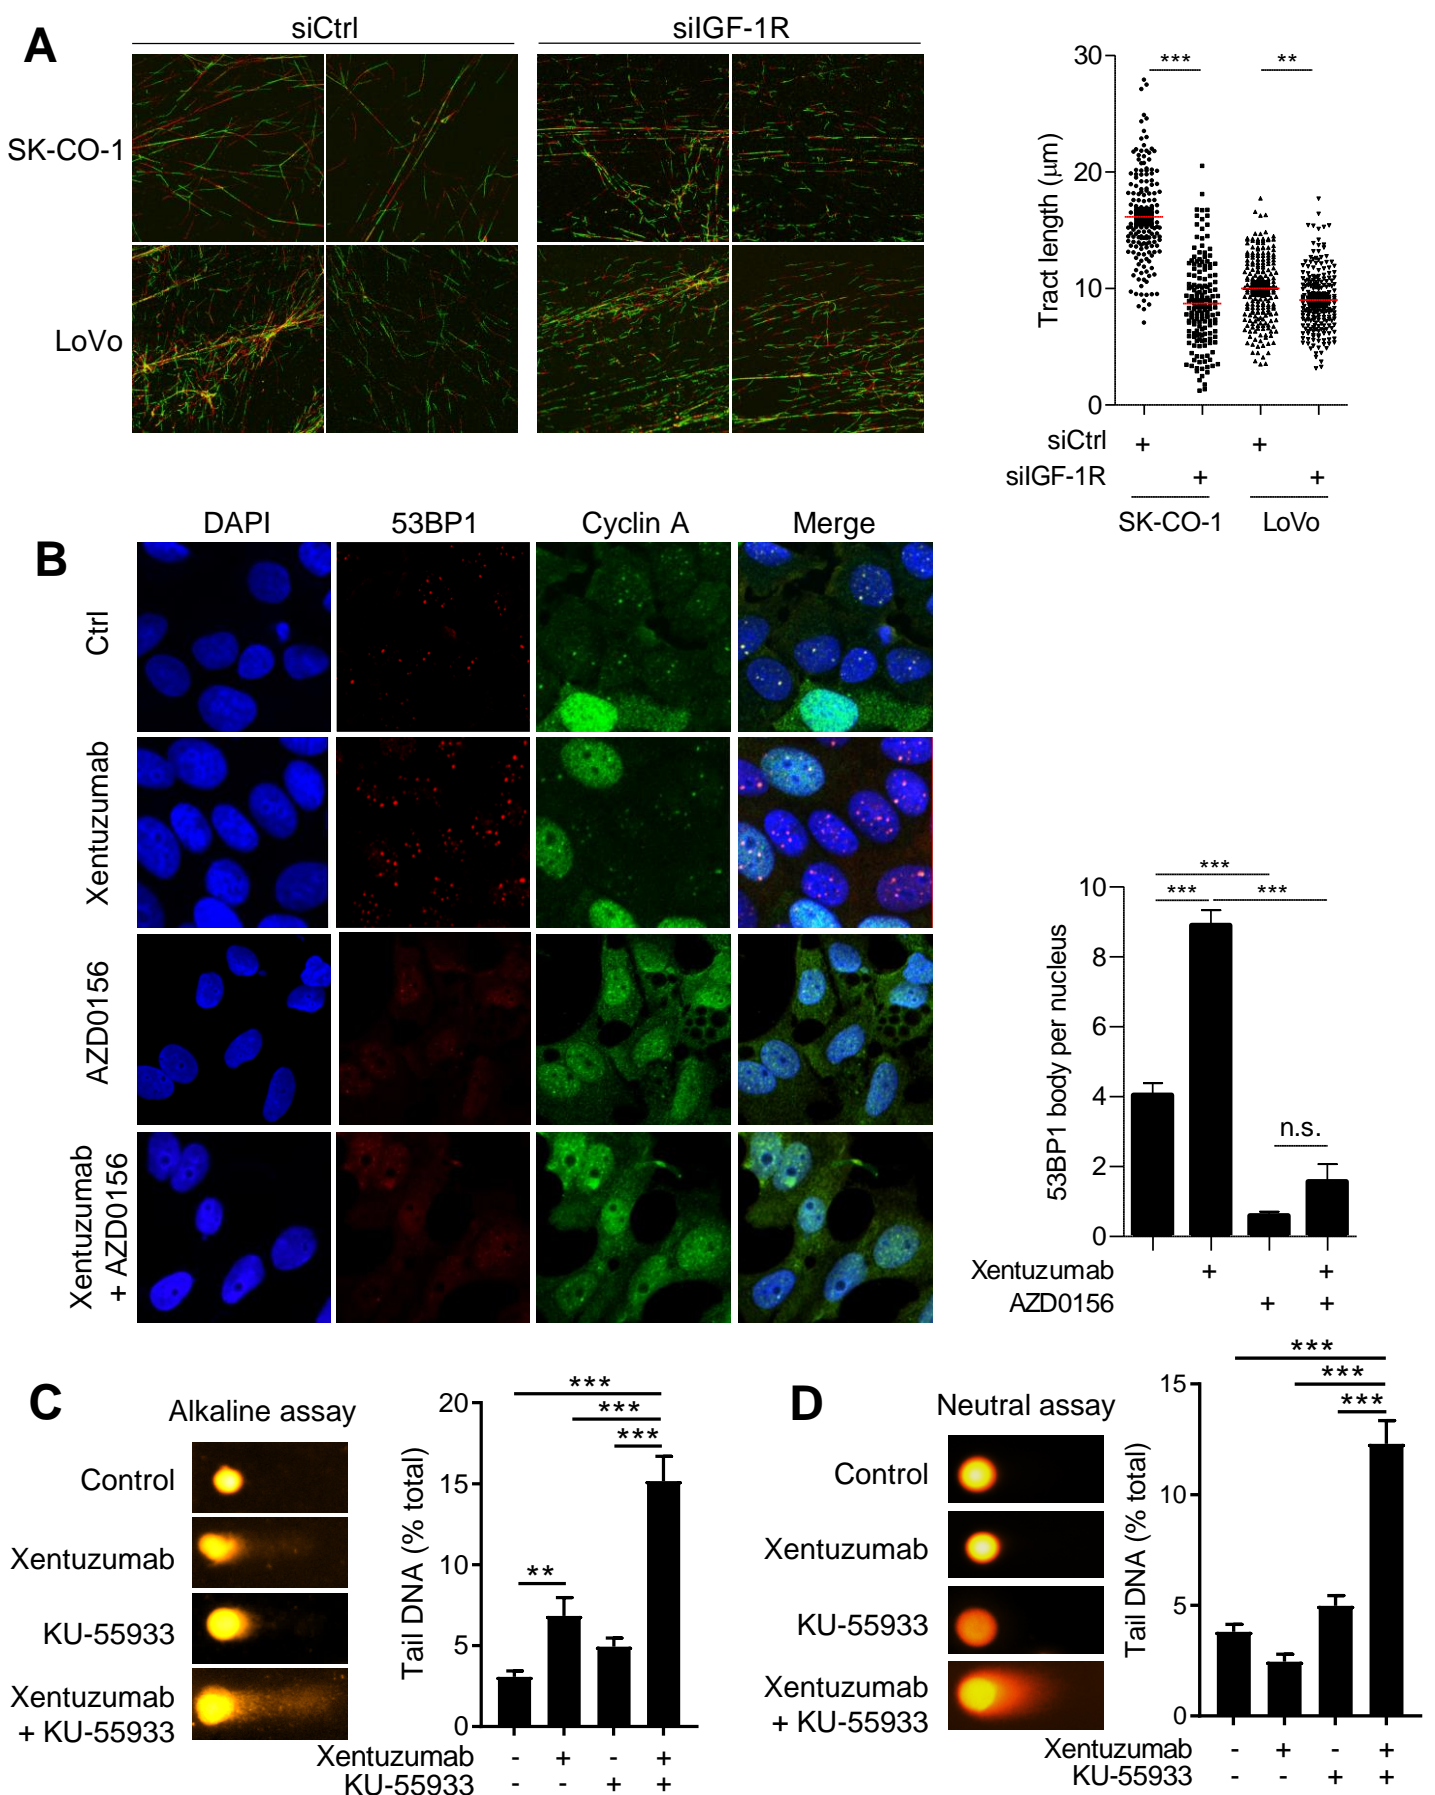 A
siCtrl
siIGF-1R
SK-CO-1
LoVo
Tract length (μm)
30
20
10
0
***
**
siCtrl + +
siIGF-1R + +
SK-CO-1 LoVo
B
DAPI 53BP1 Cyclin A Merge
Ctrl
Xentuzumab
AZD0156
Xentuzumab
+ AZD0156
53BP1 body per nucleus
10
8
6
4
2
0
***
*** ***
n.s.
Xentuzumab + +
AZD0156 + +
C
Alkaline assay
Control
Xentuzumab
KU-55933
Xentuzumab
+ KU-55933
Tail DNA (% total)
20
15
10
5
0
***
***
***
**
Xentuzumab - + - +
KU-55933 - - + +
D
Neutral assay
Control
Xentuzumab
KU-55933
Xentuzumab
+ KU-55933
Tail DNA (% total)
15
10
5
0
***
***
***
Xentuzumab - + - +
KU-55933 - - + +